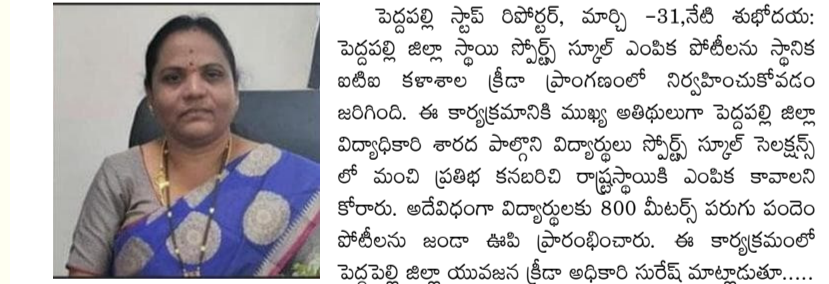 పెద్దపల్లి స్టాప్ రిపోర్టర్, మార్చి -31,నేటి శుభోదయ:
పెద్దపల్లి జిల్లా స్థాయి స్పోర్ట్స్ స్కూల్ ఎంపిక పోటీలను స్థానిక
ఐటిఐ కళాశాల క్రీడా ప్రాంగణంలో నిర్వహించుకోవడం
జరిగింది. ఈ కార్యక్రమానికి ముఖ్య అతిథులుగా పెద్దపల్లి జిల్లా
విద్యాధికారి శారద పాల్గొని విద్యార్థులు స్పోర్ట్స్ స్కూల్ సెలక్షన్స్
లో మంచి ప్రతిభ కనబరిచి రాష్ట్రస్థాయికి ఎంపిక కావాలని
కోరారు. అదేవిధంగా విద్యార్థులకు 800 మీటర్స్ పరుగు పందెం
పోటీలను జండా ఊపి ప్రారంభించారు. ఈ కార్యక్రమంలో
పెద్దపెల్లి జిల్లా యువజన క్రీడా అధికారి సురేష్ మాట్లాడుతూ.....